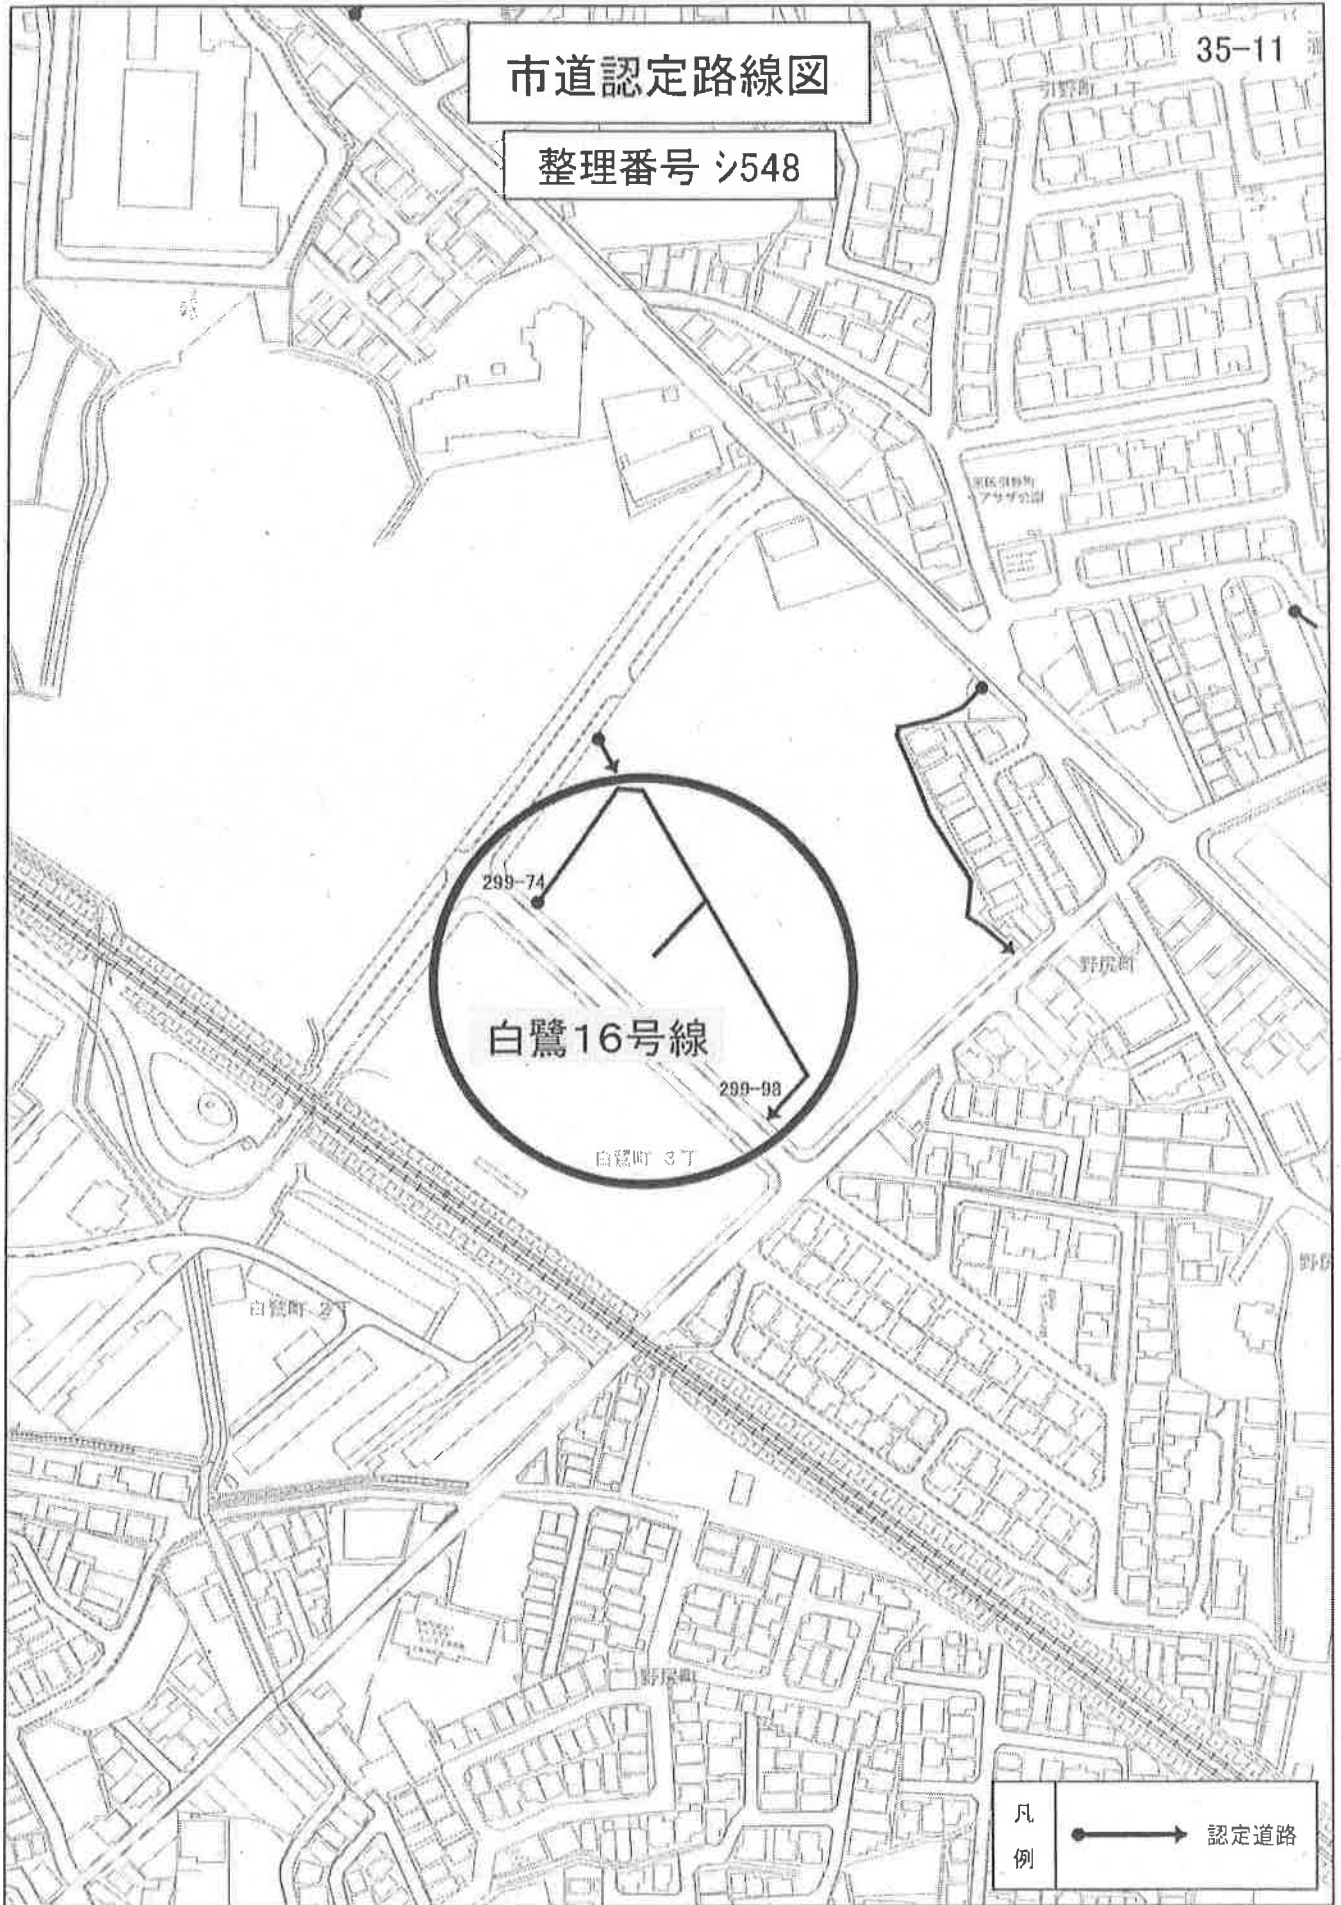 35-11
市道認定路線図
整理番号 シ548
引野町 1丁
アサザ公園
299-74
野尻町
白鷺16号線
299-98
白鷺町 3丁
野尻
白鷺町 2丁
野尻町
凡例
認定道路